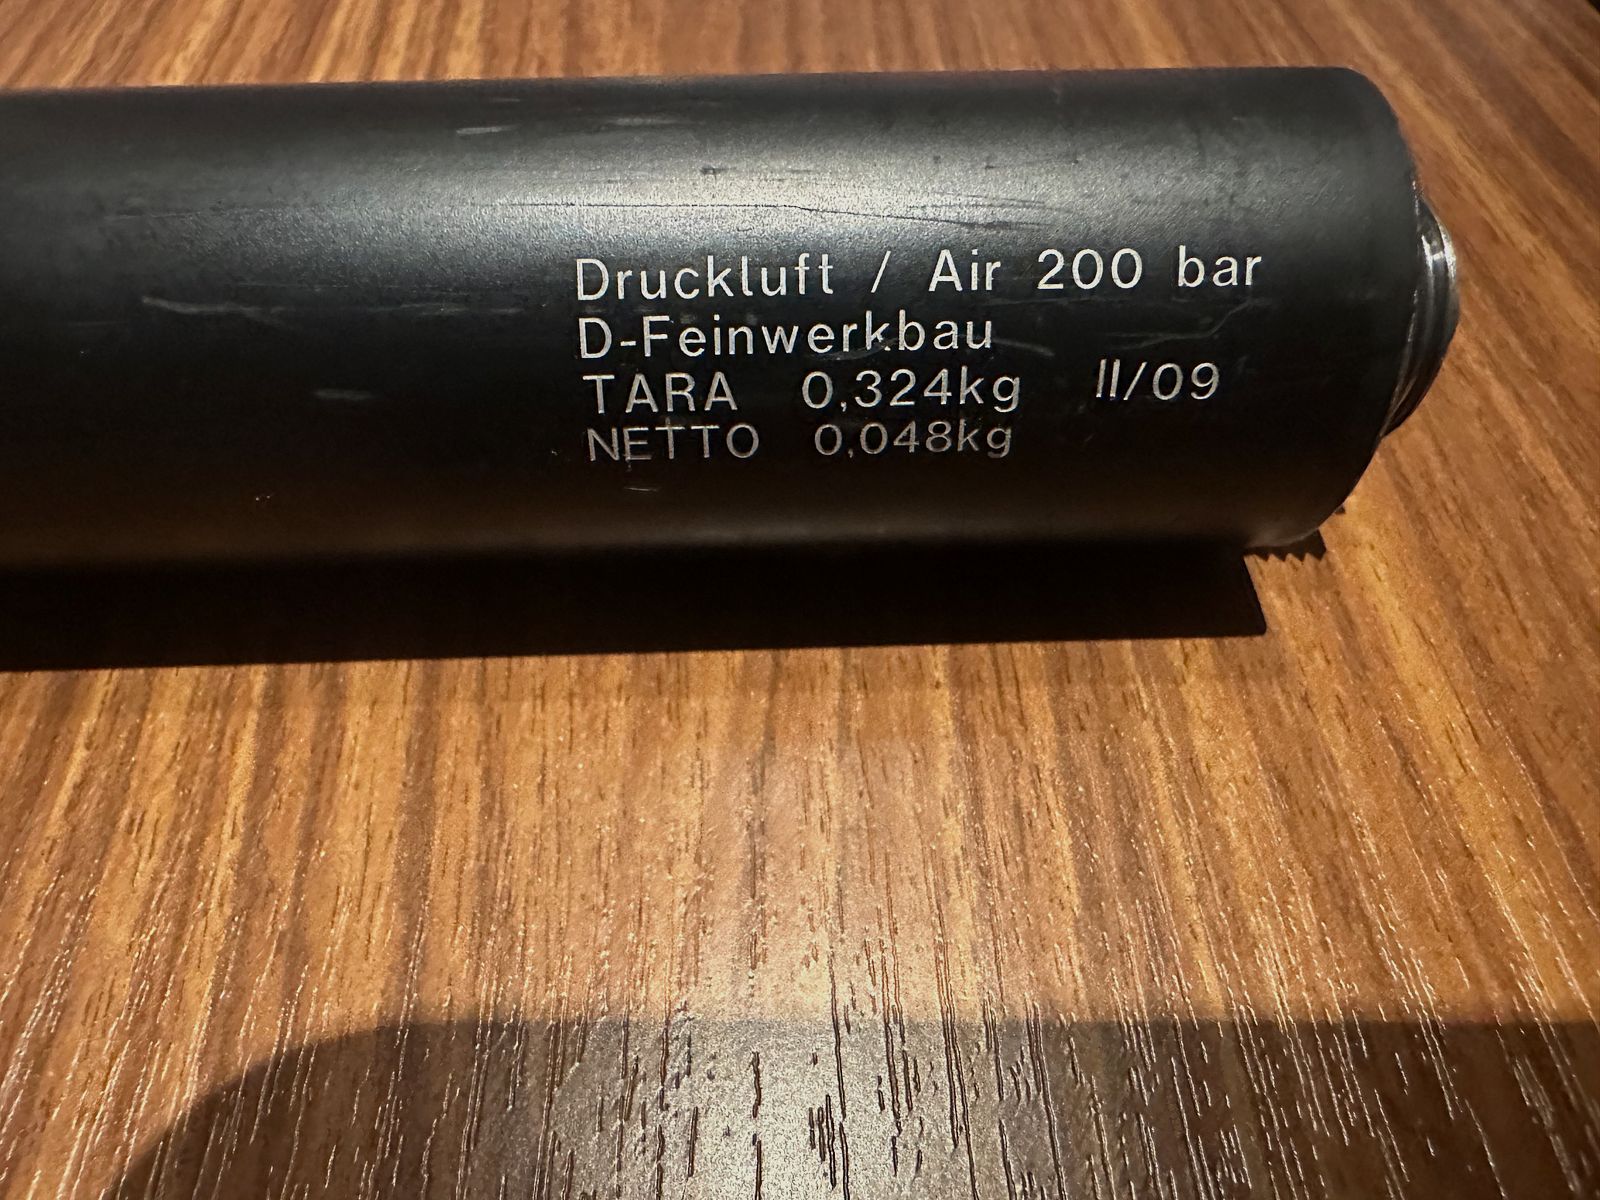 Druckluft / Air 200 bar
D-Feinwerkbau
TARA 0,324kg II/09
NETTO 0,048kg